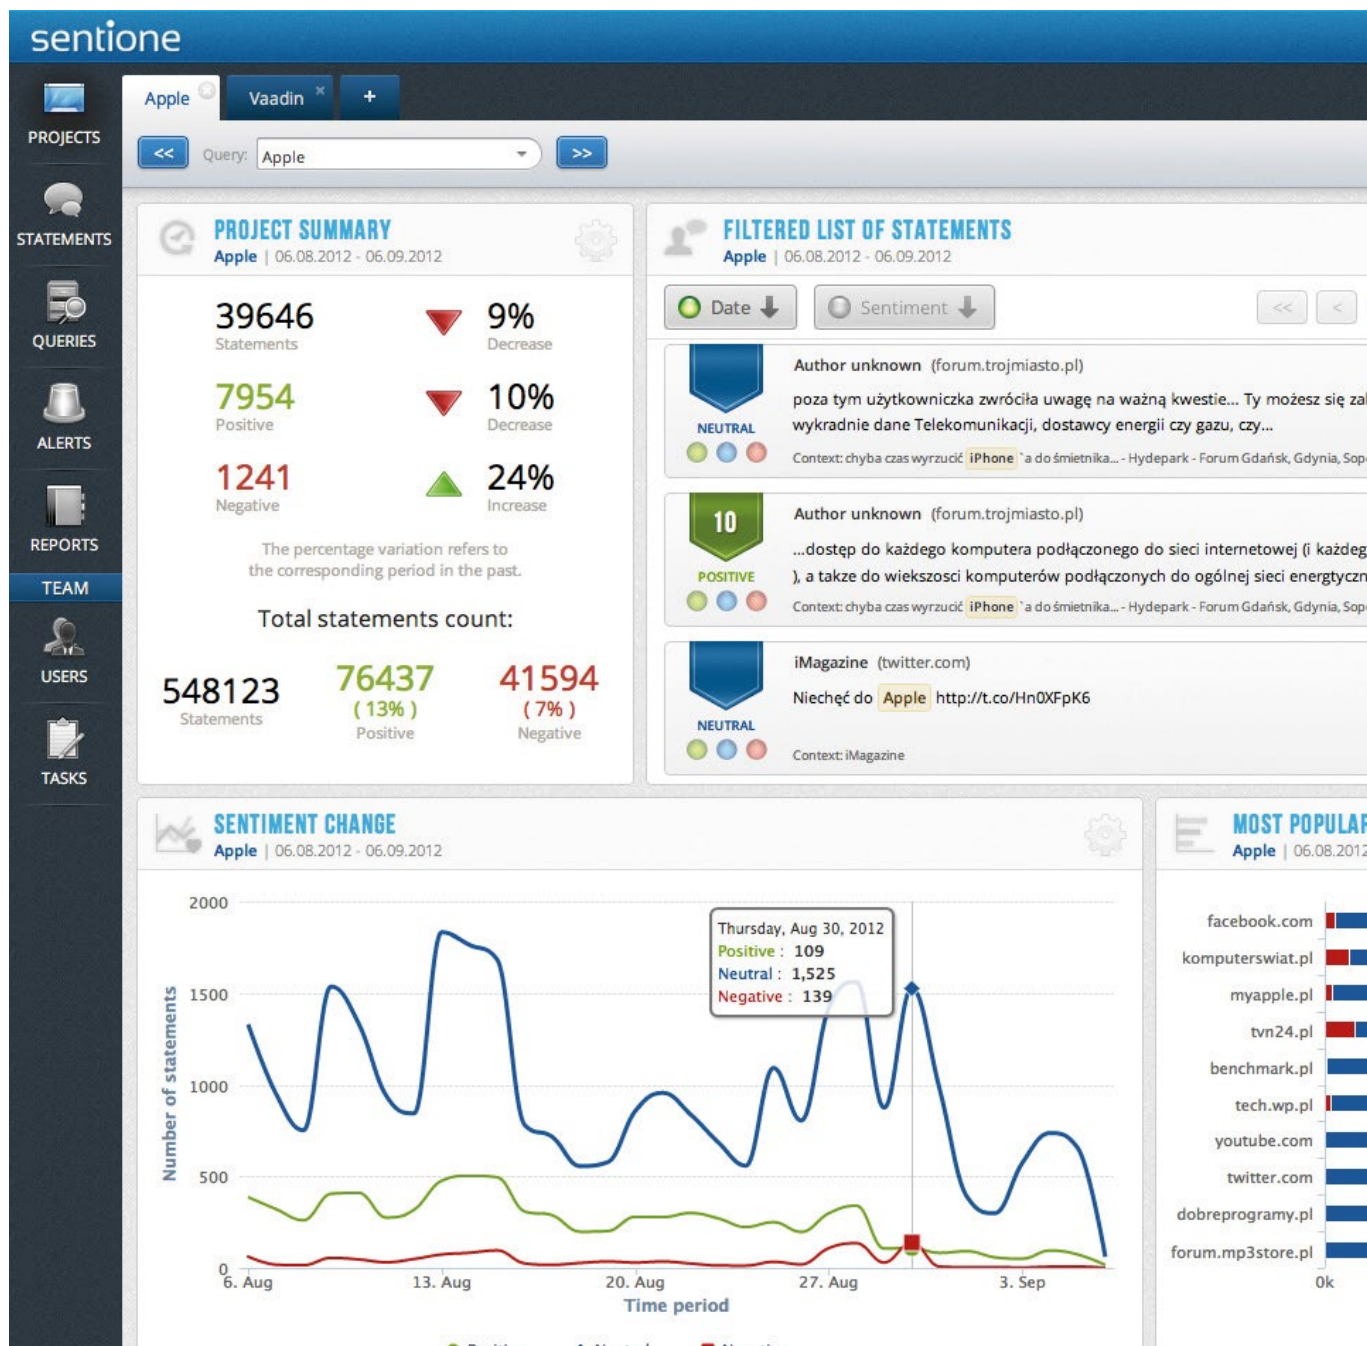 sentione
PROJECTS
STATEMENTS
QUERIES
ALERTS
REPORTS
TEAM
USERS
TASKS
Apple
Vaadin
+
<<
Query:
Apple
>>
PROJECT SUMMARY
Apple | 06.08.2012 - 06.09.2012
39646
Statements
9%
Decrease
7954
Positive
10%
Decrease
1241
Negative
24%
Increase
The percentage variation refers to
the corresponding period in the past.
Total statements count:
548123
Statements
76437
( 13% )
Positive
41594
( 7% )
Negative
FILTERED LIST OF STATEMENTS
Apple | 06.08.2012 - 06.09.2012
Date
Sentiment
<<
<
NEUTRAL
Author unknown (forum.trojmiasto.pl)
poza tym użytkowniczka zwróciła uwagę na ważną kwestie... Ty możesz się zal
wykradnie dane Telekomunikacji, dostawcy energii czy gazu, czy...
Context: chyba czas wyrzucić iPhone `a do śmietnika... - Hydepark - Forum Gdańsk, Gdynia, Sop
10
POSITIVE
Author unknown (forum.trojmiasto.pl)
...dostęp do każdego komputera podłączonego do sieci internetowej (i każdeg
), a takze do wiekszosci komputerów podłączonych do ogólnej sieci energtyczn
Context: chyba czas wyrzucić iPhone `a do śmietnika... - Hydepark - Forum Gdańsk, Gdynia, Sop
NEUTRAL
iMagazine (twitter.com)
Niechęć do Apple http://t.co/Hn0XFpK6
Context: iMagazine
SENTIMENT CHANGE
Apple | 06.08.2012 - 06.09.2012
Number of statements
2000
1500
1000
500
0
Thursday, Aug 30, 2012
Positive : 109
Neutral : 1,525
Negative : 139
6. Aug
13. Aug
20. Aug
27. Aug
3. Sep
Time period
MOST POPULAR
Apple | 06.08.2012
facebook.com
komputerswiat.pl
myapple.pl
tvn24.pl
benchmark.pl
tech.wp.pl
youtube.com
twitter.com
dobreprogramy.pl
forum.mp3store.pl
0k